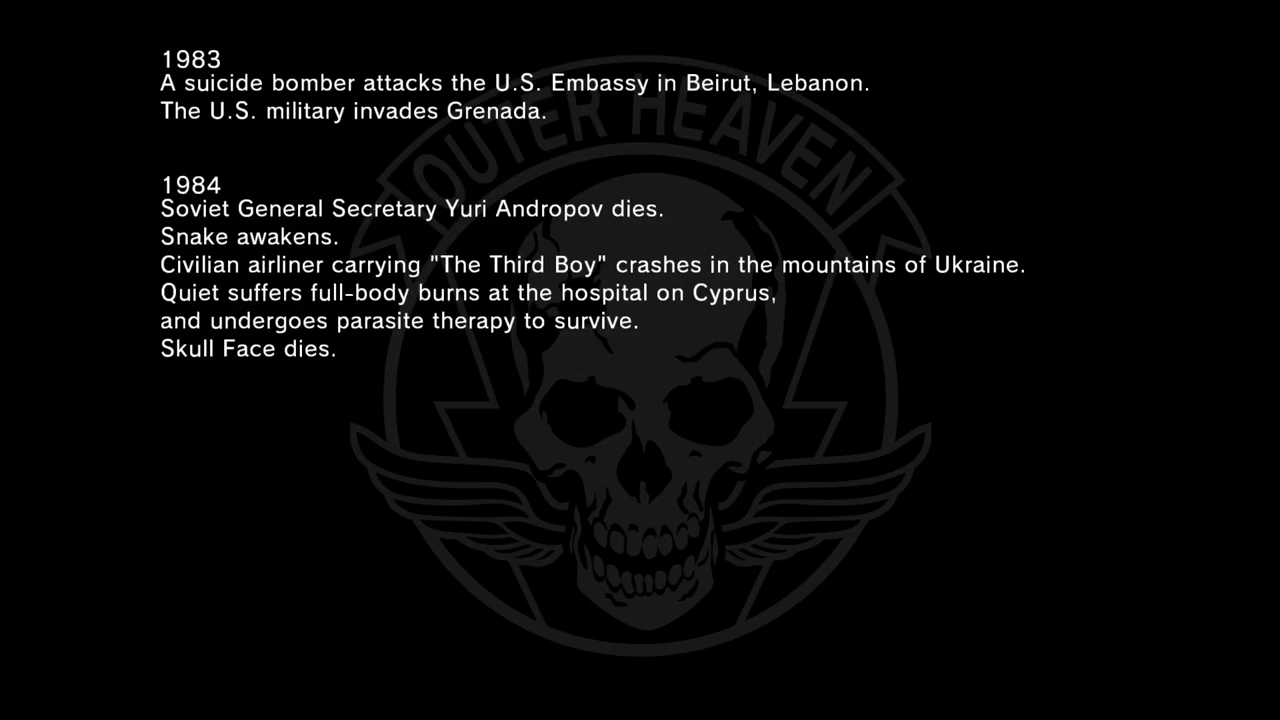 1983
A suicide bomber attacks the U.S. Embassy in Beirut, Lebanon.
The U.S. military invades Grenada.
1984
Soviet General Secretary Yuri Andropov dies.
Snake awakens.
Civilian airliner carrying "The Third Boy" crashes in the mountains of Ukraine.
Quiet suffers full-body burns at the hospital on Cyprus,
and undergoes parasite therapy to survive.
Skull Face dies.
OUTER HEAVEN